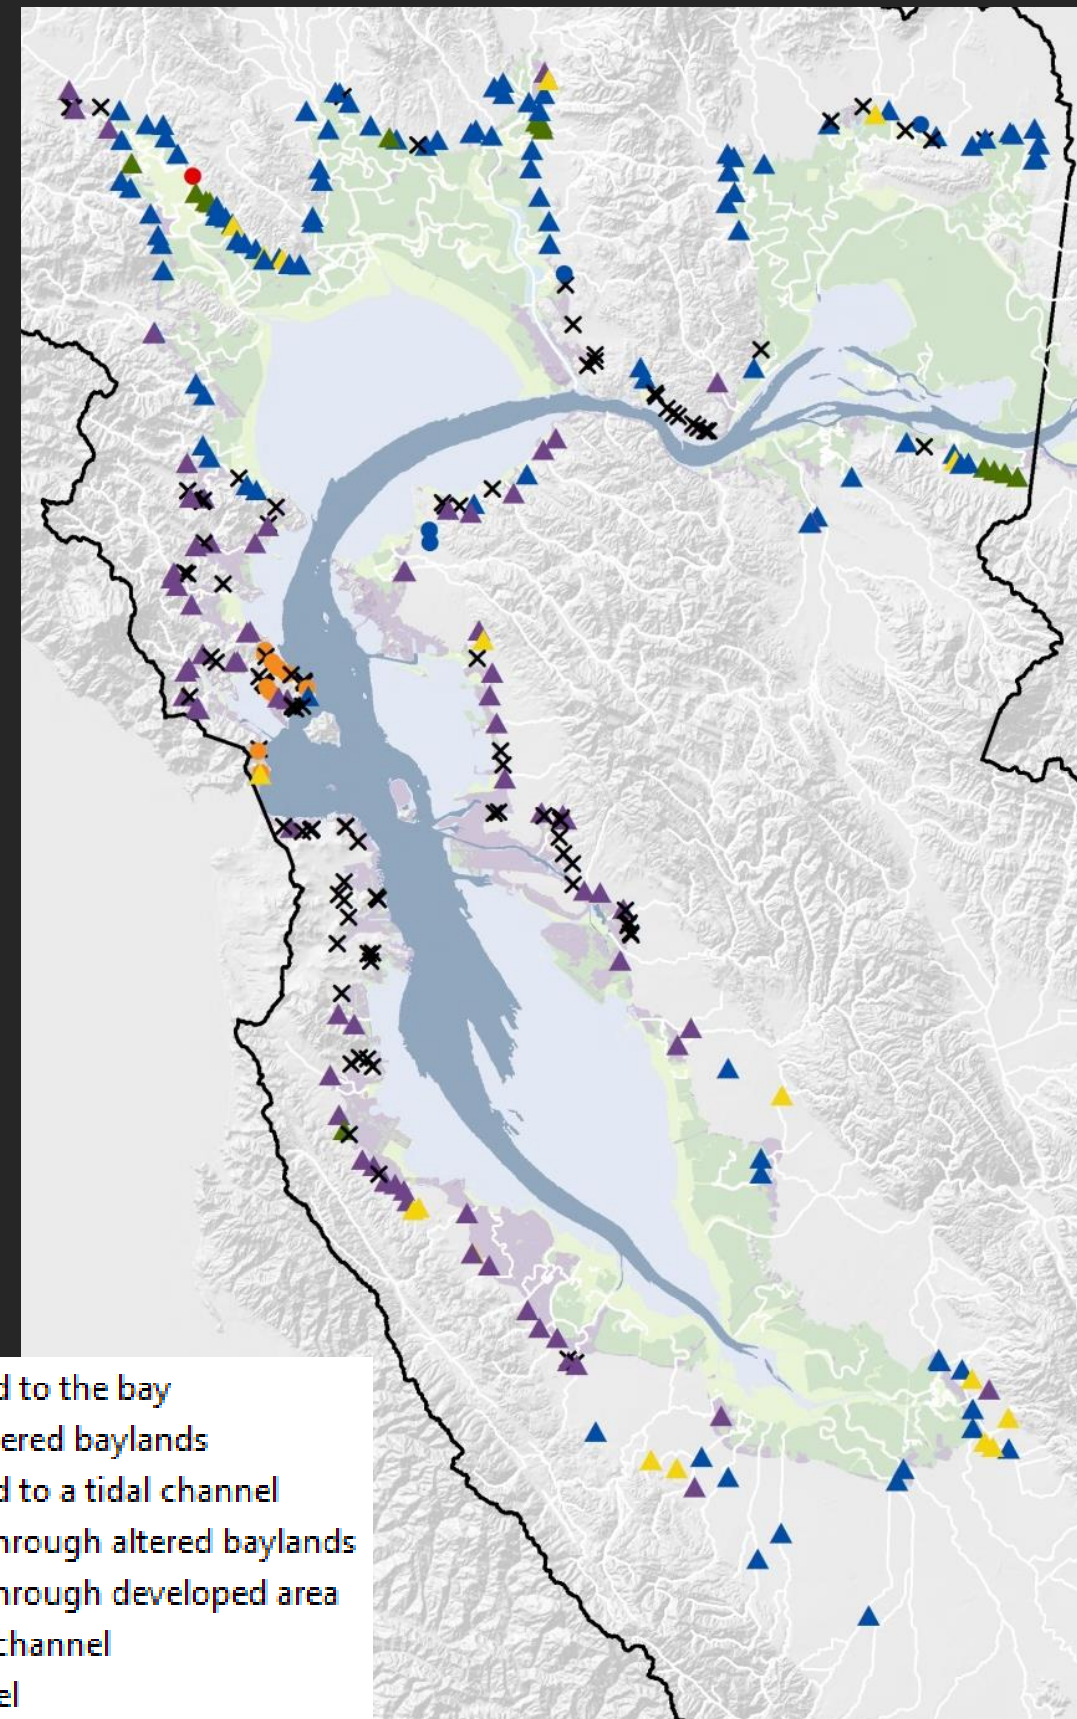 d to the bay
ered baylands
d to a tidal channel
hrough altered baylands
hrough developed area
channel
el